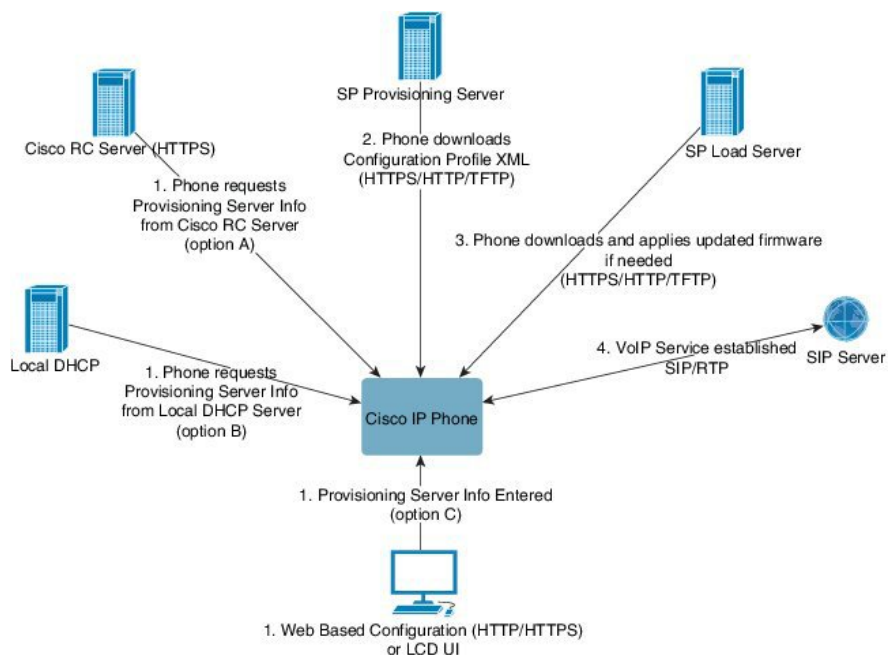 SP Provisioning Server
Cisco RC Server (HTTPS)
SP Load Server
2. Phone downloads
Configuration Profile XML
(HTTPS/HTTP/TFTP)
1. Phone requests
Provisioning Server Info
from Cisco RC Server
(option A)
3. Phone downloads and applies updated firmware
if needed
(HTTPS/HTTP/TFTP)
Local DHCP
1. Phone requests
Provisioning Server Info
from Local DHCP Server
(option B)
4. VoIP Service established
SIP/RTP
SIP Server
Cisco IP Phone
1. Provisioning Server Info Entered
(option C)
1. Web Based Configuration (HTTP/HTTPS)
or LCD UI